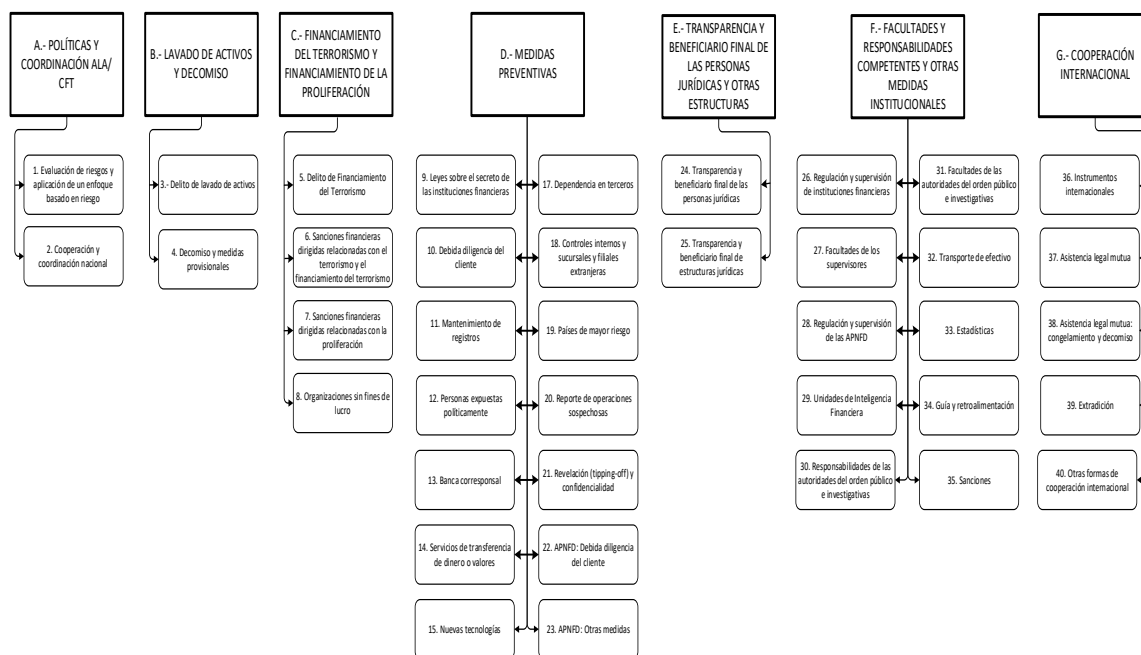 A.- POLÍTICAS Y
COORDINACIÓN ALA/
CFT
1. Evaluación de riesgos y
aplicación de un enfoque
basado en riesgo
2. Cooperación y
coordinación nacional
B.- LAVADO DE ACTIVOS
Y DECOMISO
3.- Delito de lavado de activos
4. Decomiso y medidas
provisionales
C.- FINANCIAMIENTO
DEL TERRORISMO Y
FINANCIAMIENTO DE LA
PROLIFERACIÓN
5. Delito de Financiamiento
del Terrorismo
6. Sanciones financieras
dirigidas relacionadas con el
terrorismo y el
financiamiento del terrorismo
7. Sanciones financieras
dirigidas relacionadas con la
proliferación
8. Organizaciones sin fines de
lucro
D.- MEDIDAS
PREVENTIVAS
9. Leyes sobre el secreto de
las instituciones financieras
10. Debida diligencia del
cliente
11. Mantenimiento de
registros
12. Personas expuestas
políticamente
13. Banca corresponsal
14. Servicios de transferencia
de dinero o valores
15. Nuevas tecnologías
17. Dependencia en terceros
18. Controles internos y
sucursales y filiales
extranjeras
19. Países de mayor riesgo
20. Reporte de operaciones
sospechosas
21. Revelación (tipping-off) y
confidencialidad
22. APNFD: Debida diligencia
del cliente
23. APNFD: Otras medidas
E.- TRANSPARENCIA Y
BENEFICIARIO FINAL DE
LAS PERSONAS
JURÍDICAS Y OTRAS
ESTRUCTURAS
24. Transparencia y
beneficiario final de las
personas jurídicas
25. Transparencia y
beneficiario final de
estructuras jurídicas
F.- FACULTADES Y
RESPONSABILIDADES
COMPETENTES Y OTRAS
MEDIDAS
INSTITUCIONALES
26. Regulación y supervisión
de instituciones financieras
27. Facultades de los
supervisores
28. Regulación y supervisión
de las APNFD
29. Unidades de Inteligencia
Financiera
30. Responsabilidades de las
autoridades del orden público
e investigativas
31. Facultades de las
autoridades del orden público
e investigativas
32. Transporte de efectivo
33. Estadísticas
34. Guía y retroalimentación
35. Sanciones
G.- COOPERACIÓN
INTERNACIONAL
36. Instrumentos
internacionales
37. Asistencia legal mutua
38. Asistencia legal mutua:
congelamiento y decomiso
39. Extradición
40. Otras formas de
cooperación internacional